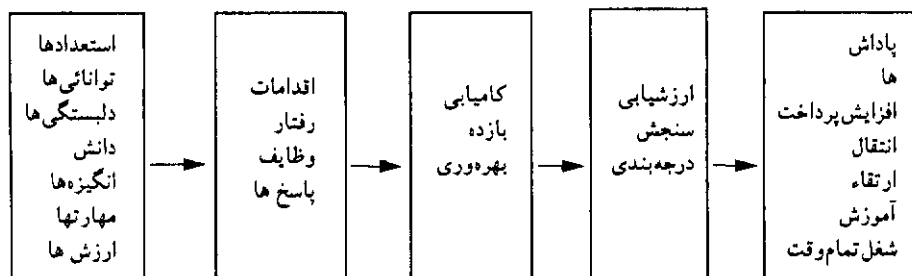 استعدادها
توانائی‌ها
دلبستگی‌ها
دانش
انگیزه‌ها
مهارتها
ارزش ها
اقدامات
رفتار
وظایف
پاسخ ها
کامیابی
بازده
بهره‌وری
ارزشیابی
سنجش
درجه‌بندی
پاداش
ها
افزایش‌پرداخت
انتقال
ارتقاء
آموزش
شغل‌تمام‌وقت